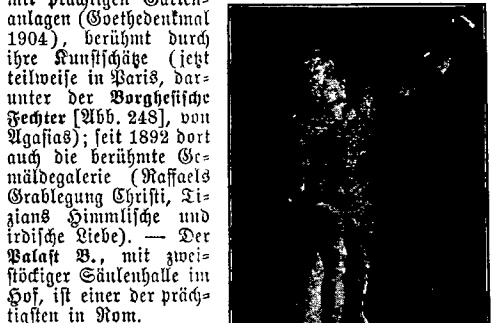 mit prächtigen Garten-
anlagen (Goethedenkmal
1904), berühmt durch
ihre Kunstschätze (jetzt
teilweise in Paris, dar-
unter der Borghesische
Fechter [Abb. 248], von
Agasias); seit 1892 dort
auch die berühmte Ge-
mäldegalerie (Raffaels
Grablegung Christi, Ti-
zians Himmlische und
irdische Liebe). — Der
Palast B., mit zwei-
stöckiger Säulenhalle im
Hof, ist einer der präch-
tigsten in Rom.